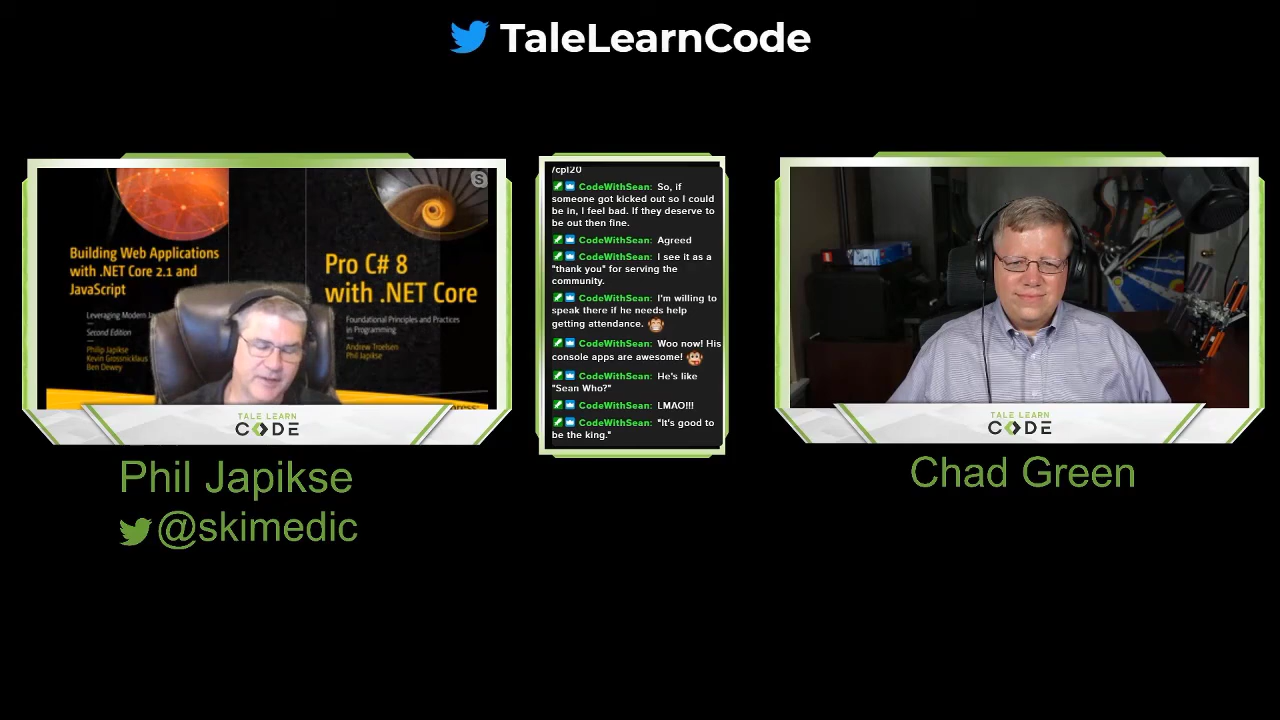 TaleLearnCode
Building Web Applications
with .NET Core 2.1 and
JavaScript
Leveraging Modern
Second Edition
Philip Japikse
Kevin Grossnicklaus
Ben Dewey
Pro C# 8
with .NET Core
Foundational Principles and Practices
in Programming
Andrew Troelsen
Phil Japikse
S
TALE LEARN
CODE
Phil Japikse
@skimedic
/cpl20
CodeWithSean: So, if
someone got kicked out so I could
be in, I feel bad. If they deserve to
be out then fine.
CodeWithSean: Agreed
CodeWithSean: I see it as a
"thank you" for serving the
community.
CodeWithSean: I'm willing to
speak there if he needs help
getting attendance.
CodeWithSean: Woo now! His
console apps are awesome!
CodeWithSean: He's like
"Sean Who?"
CodeWithSean: LMAO!!!
CodeWithSean: "It's good to
be the king."
TALE LEARN
CODE
Chad Green